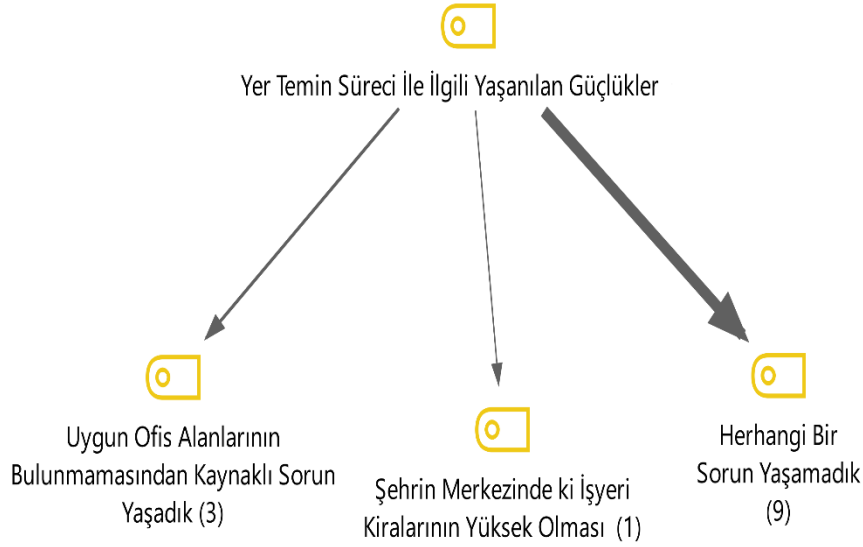 Yer Temin Süreci İle İlgili Yaşanılan Güçlükler
Uygun Ofis Alanlarının
Bulunmamasından Kaynaklı Sorun
Yaşadık (3)
Şehrin Merkezinde ki İşyeri
Kiralarının Yüksek Olması (1)
Herhangi Bir
Sorun Yaşamadık
(9)